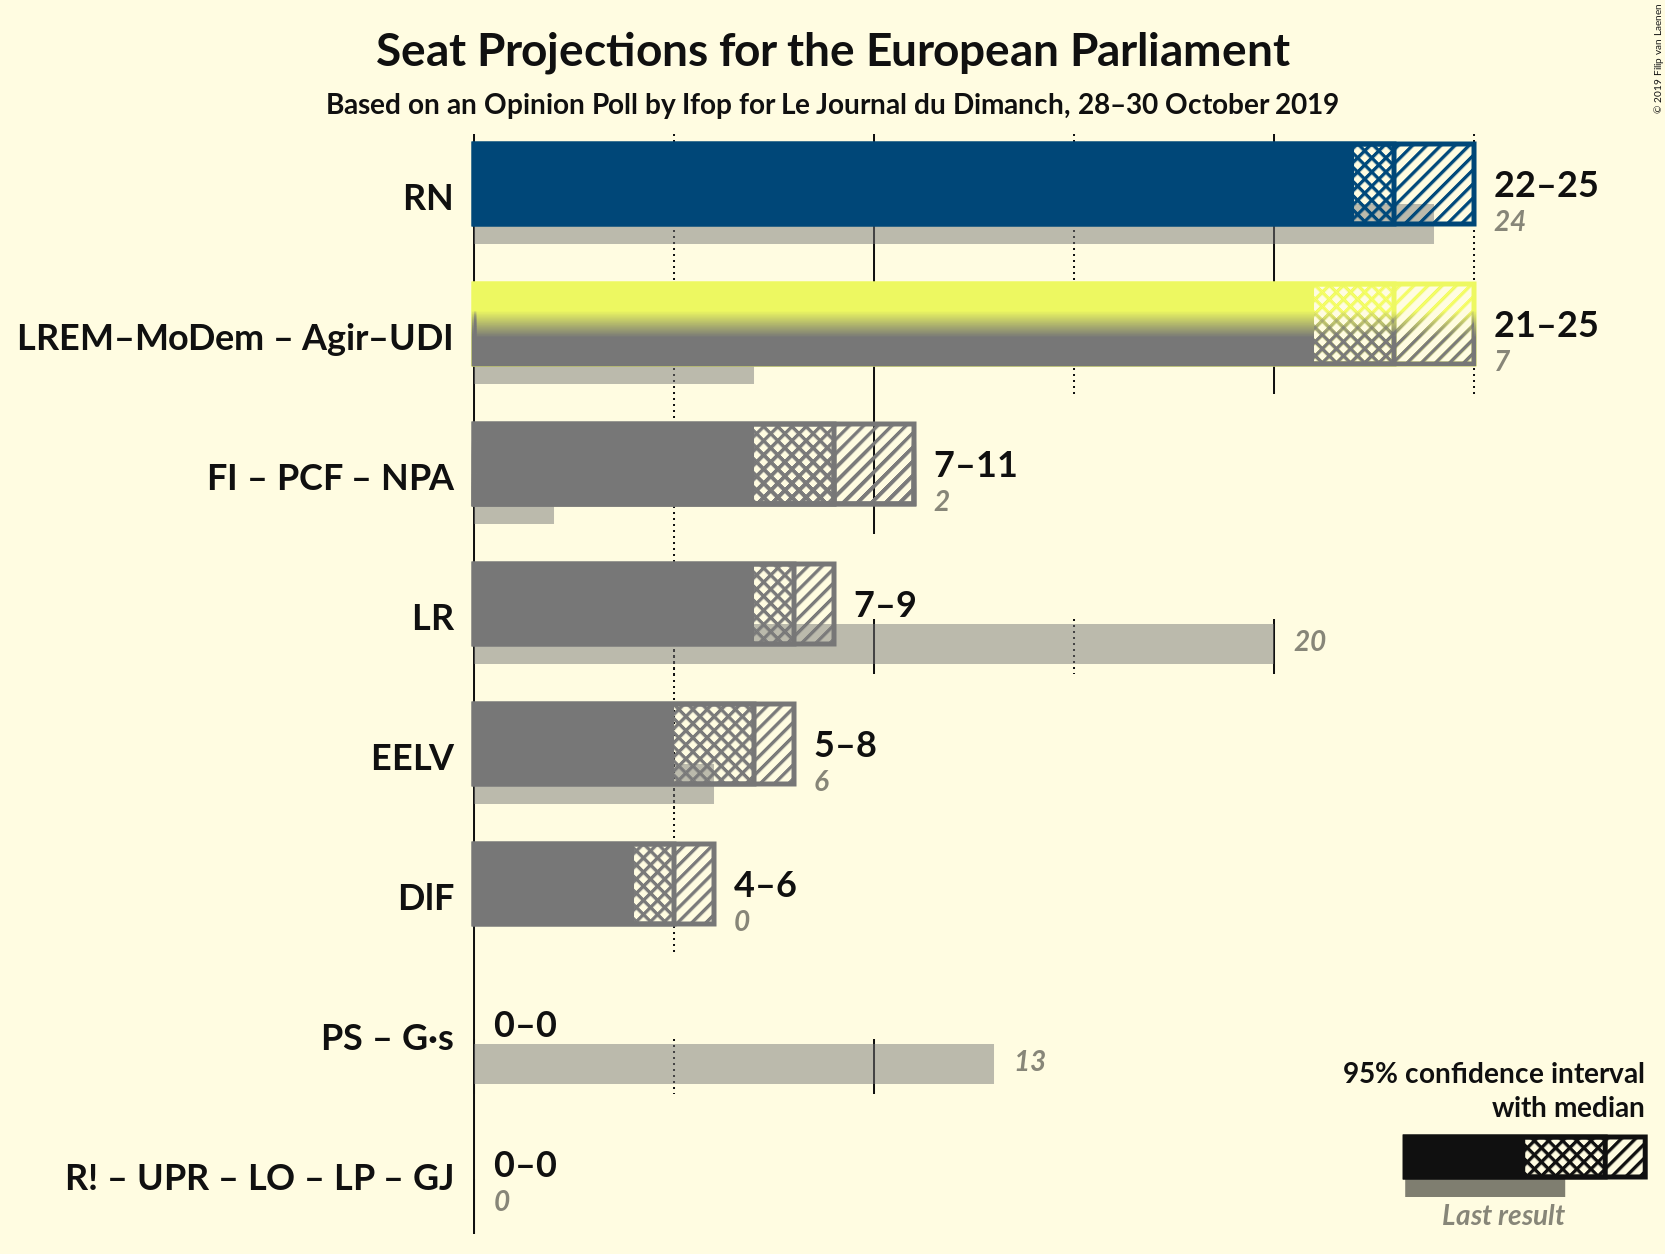 Seat Projections for the European Parliament
Based on an Opinion Poll by Ifop for Le Journal du Dimanch, 28–30 October 2019
© 2019 Filip van Laenen
RN
22–25
24
LREM–MoDem – Agir–UDI
21–25
7
FI – PCF – NPA
7–11
2
LR
7–9
20
EELV
5–8
6
DlF
4–6
0
PS – G·s
0–0
13
R! – UPR – LO – LP – GJ
0–0
0
95% confidence interval
with median
Last result